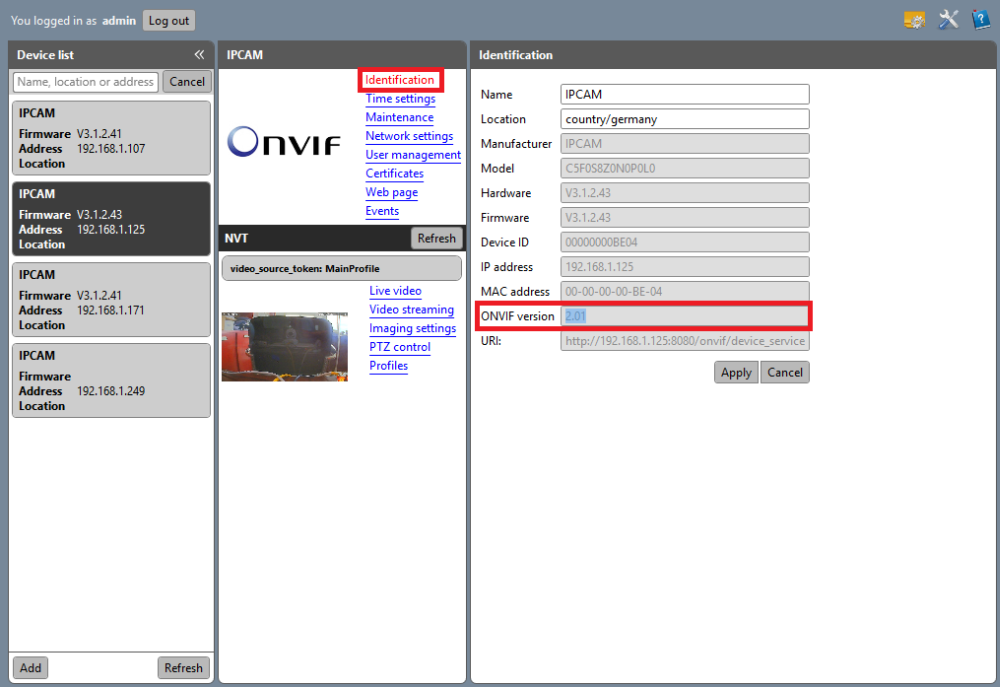 You logged in as admin Log out
Device list «
Name, location or address Cancel
IPCAM
Firmware V3.1.2.41
Address 192.168.1.107
Location
IPCAM
Firmware V3.1.2.43
Address 192.168.1.125
Location
IPCAM
Firmware V3.1.2.41
Address 192.168.1.171
Location
IPCAM
Firmware
Address 192.168.1.249
Location
Add Refresh
IPCAM
ONVIF
Identification
Time settings
Maintenance
Network settings
User management
Certificates
Web page
Events
NVT Refresh
video_source_token: MainProfile
Live video
Video streaming
Imaging settings
PTZ control
Profiles
Identification
Name IPCAM
Location country/germany
Manufacturer IPCAM
Model C5F0S8Z0N0P0L0
Hardware V3.1.2.43
Firmware V3.1.2.43
Device ID 00000000BE04
IP address 192.168.1.125
MAC address 00-00-00-00-BE-04
ONVIF version 2.01
URI: http://192.168.1.125:8080/onvif/device_service
Apply Cancel